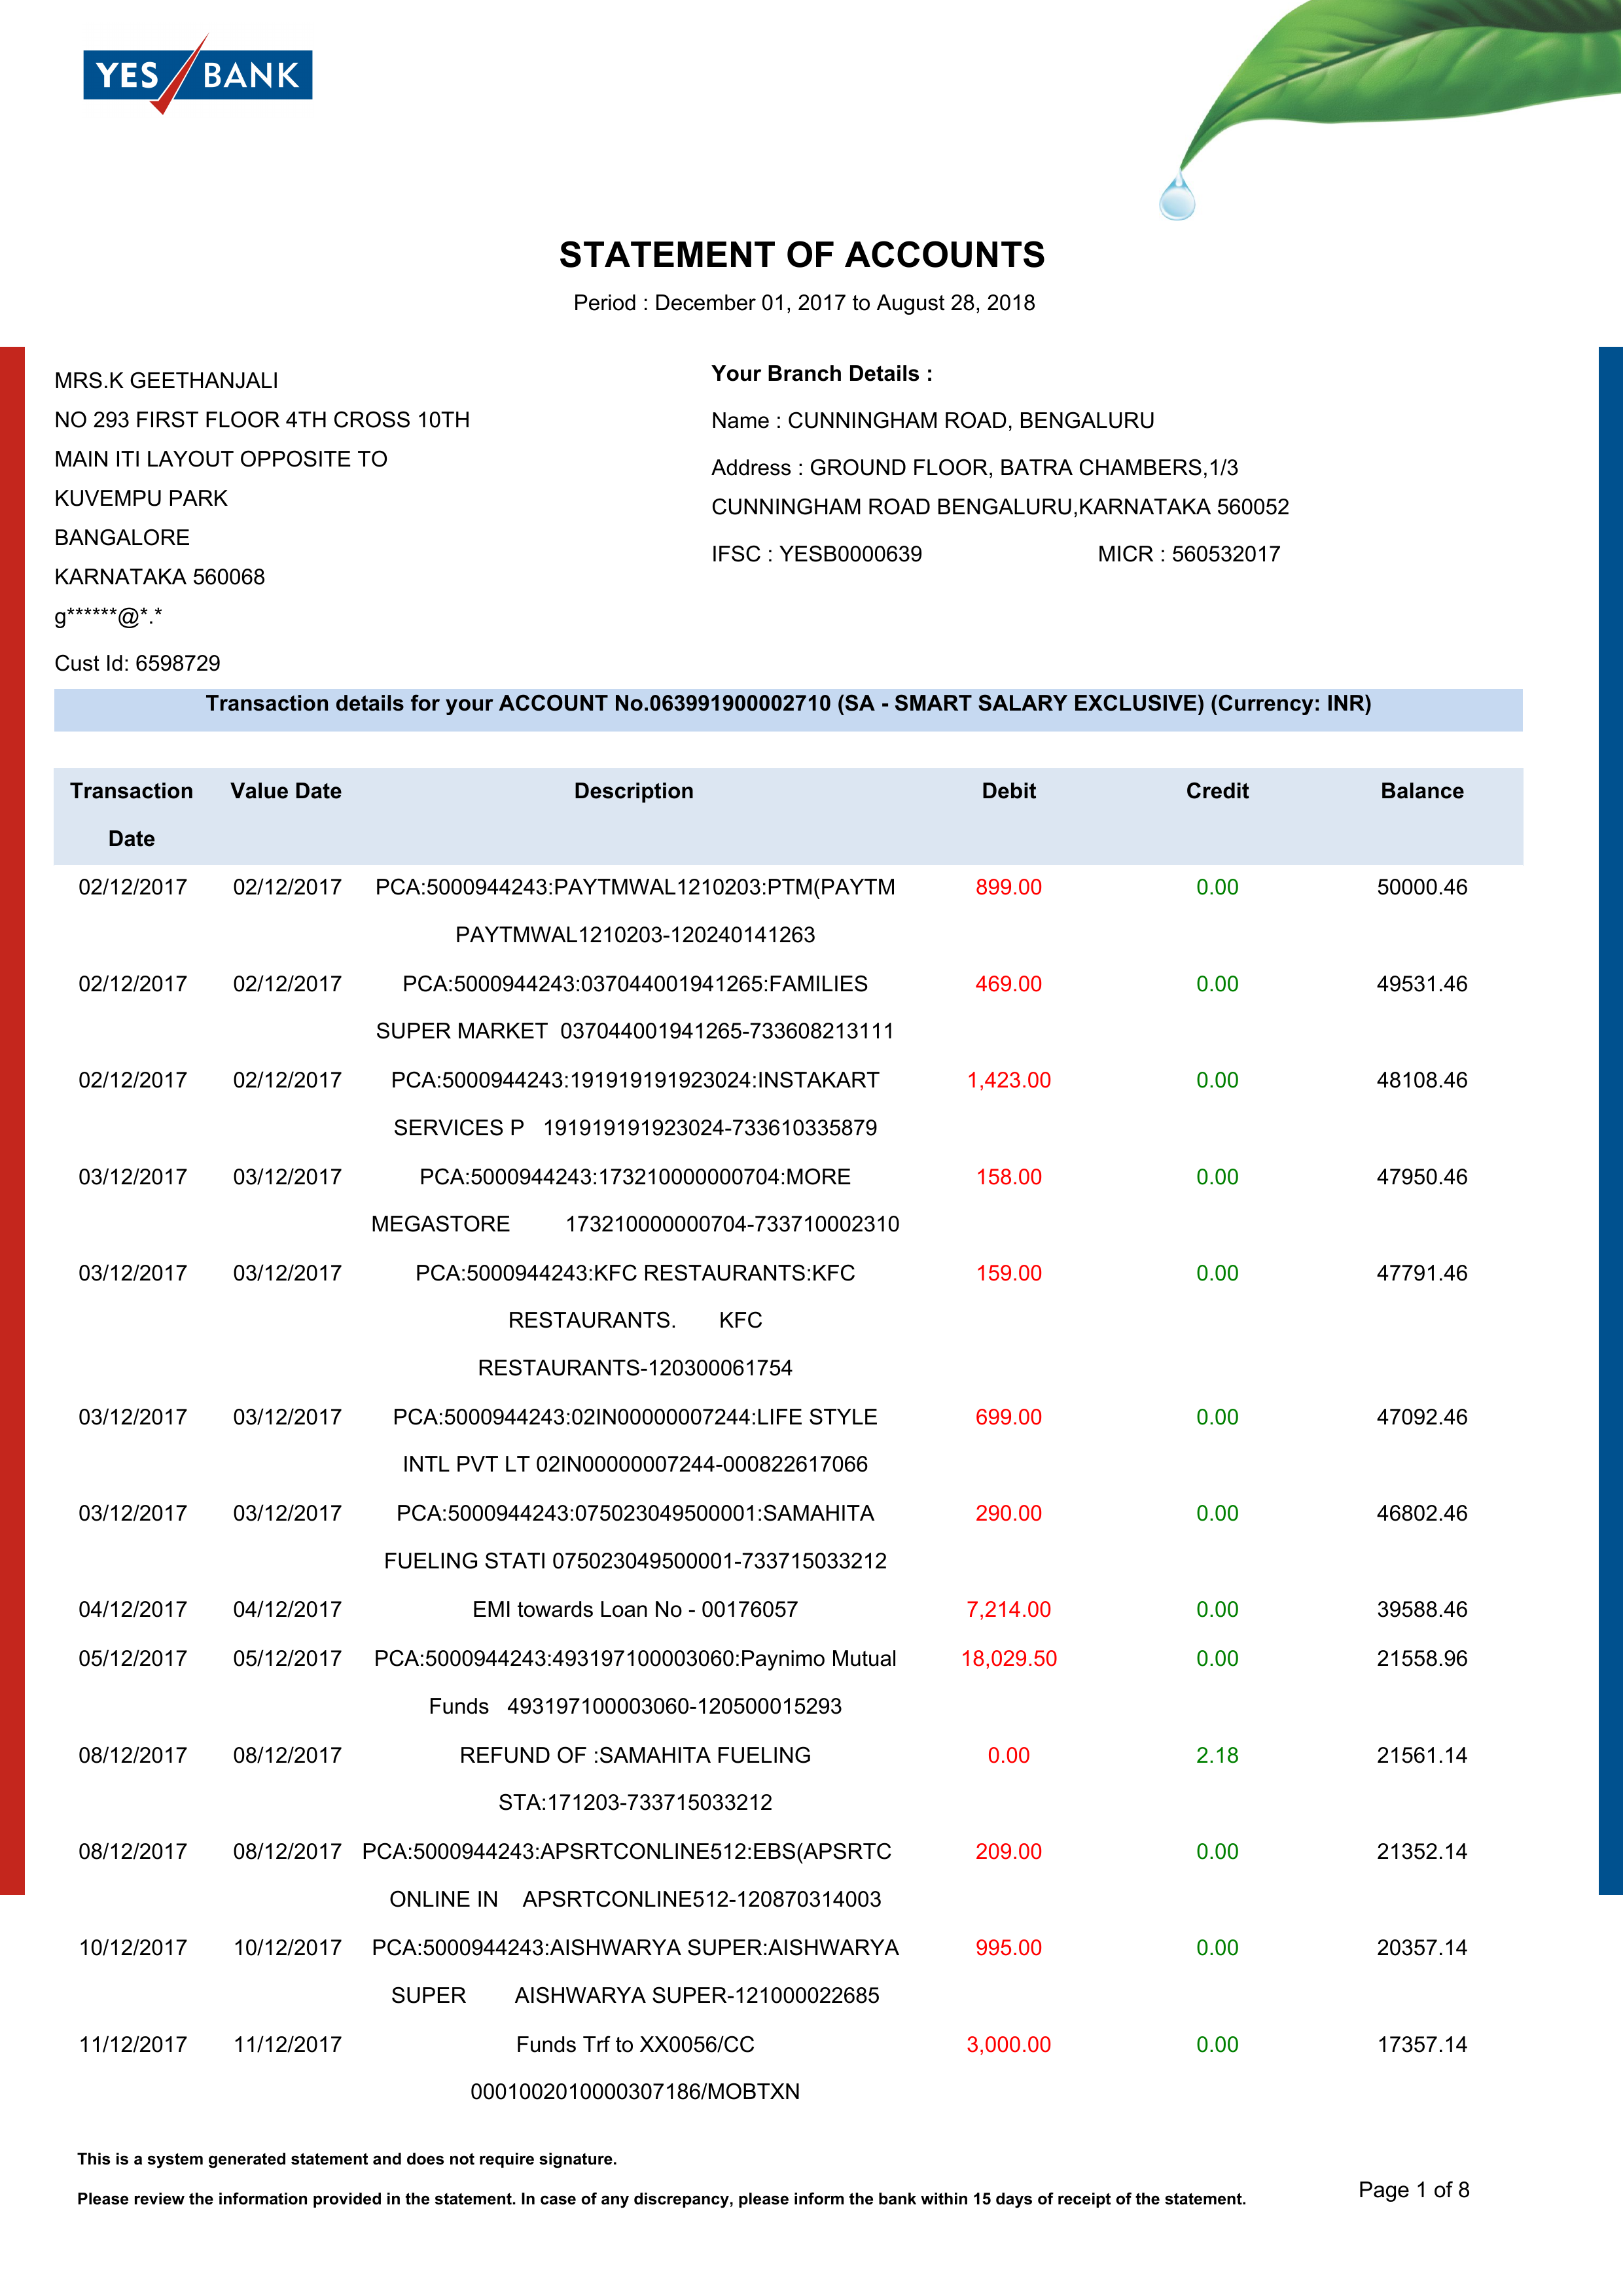 YES BANK
STATEMENT OF ACCOUNTS
Period : December 01, 2017 to August 28, 2018
MRS.K GEETHANJALI
NO 293 FIRST FLOOR 4TH CROSS 10TH
MAIN ITI LAYOUT OPPOSITE TO
KUVEMPU PARK
BANGALORE
KARNATAKA 560068
g******@*.*
Cust Id: 6598729
Your Branch Details :
Name : CUNNINGHAM ROAD, BENGALURU
Address : GROUND FLOOR, BATRA CHAMBERS,1/3
CUNNINGHAM ROAD BENGALURU,KARNATAKA 560052
IFSC : YESB0000639 MICR : 560532017
Transaction details for your ACCOUNT No.063991900002710 (SA - SMART SALARY EXCLUSIVE) (Currency: INR)
Transaction Value Date Description Debit Credit Balance
Date
02/12/2017 02/12/2017 PCA:5000944243:PAYTMWAL1210203:PTM(PAYTM 899.00 0.00 50000.46
PAYTMWAL1210203-120240141263
02/12/2017 02/12/2017 PCA:5000944243:037044001941265:FAMILIES 469.00 0.00 49531.46
SUPER MARKET 037044001941265-733608213111
02/12/2017 02/12/2017 PCA:5000944243:191919191923024:INSTAKART 1,423.00 0.00 48108.46
SERVICES P 191919191923024-733610335879
03/12/2017 03/12/2017 PCA:5000944243:173210000000704:MORE 158.00 0.00 47950.46
MEGASTORE 173210000000704-733710002310
03/12/2017 03/12/2017 PCA:5000944243:KFC RESTAURANTS:KFC 159.00 0.00 47791.46
RESTAURANTS. KFC
RESTAURANTS-120300061754
03/12/2017 03/12/2017 PCA:5000944243:02IN00000007244:LIFE STYLE 699.00 0.00 47092.46
INTL PVT LT 02IN00000007244-000822617066
03/12/2017 03/12/2017 PCA:5000944243:075023049500001:SAMAHITA 290.00 0.00 46802.46
FUELING STATI 075023049500001-733715033212
04/12/2017 04/12/2017 EMI towards Loan No - 00176057 7,214.00 0.00 39588.46
05/12/2017 05/12/2017 PCA:5000944243:493197100003060:Paynimo Mutual 18,029.50 0.00 21558.96
Funds 493197100003060-120500015293
08/12/2017 08/12/2017 REFUND OF :SAMAHITA FUELING 0.00 2.18 21561.14
STA:171203-733715033212
08/12/2017 08/12/2017 PCA:5000944243:APSRTCONLINE512:EBS(APSRTC 209.00 0.00 21352.14
ONLINE IN APSRTCONLINE512-120870314003
10/12/2017 10/12/2017 PCA:5000944243:AISHWARYA SUPER:AISHWARYA 995.00 0.00 20357.14
SUPER AISHWARYA SUPER-121000022685
11/12/2017 11/12/2017 Funds Trf to XX0056/CC 3,000.00 0.00 17357.14
0001002010000307186/MOBTXN
This is a system generated statement and does not require signature.
Please review the information provided in the statement. In case of any discrepancy, please inform the bank within 15 days of receipt of the statement.
Page 1 of 8